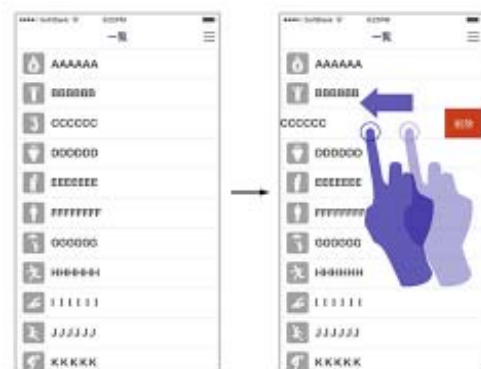 一覧
AAAAAA
BBBBBB
CCCCCC
DDDDDD
EEEEEEE
FFFFFFFF
GGGGGG
HHHHHH
IIIIII
JJJJJJ
KKKKK
一覧
AAAAAA
BBBBBB
CCCCCC
削除
DDDDDD
EEEEEEE
FFFFFFFF
GGGGGG
HHHHHH
IIIIII
JJJJJJ
KKKKK